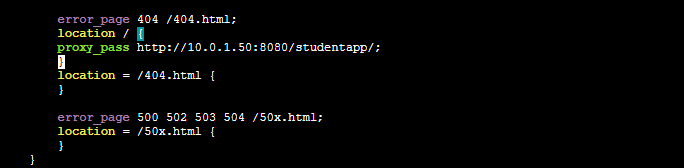 error_page 404 /404.html;
location / {
proxy_pass http://10.0.1.50:8080/studentapp/;
}
location = /404.html {
}
error_page 500 502 503 504 /50x.html;
location = /50x.html {
}
}